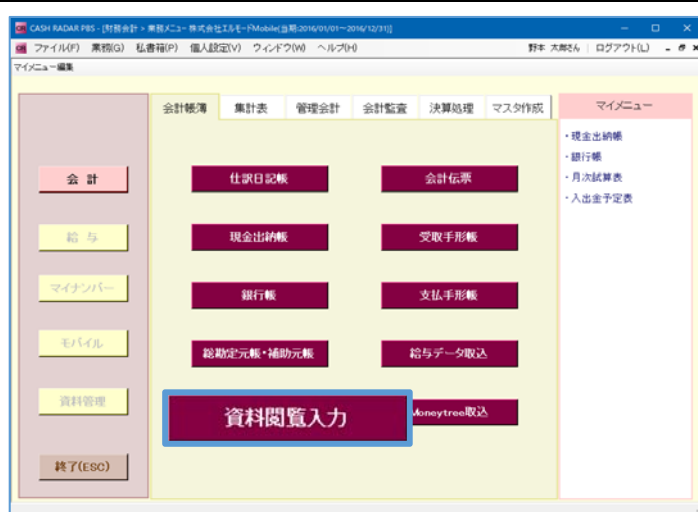 CASH RADAR PBS - [財務会計 > 業務メニュー 株式会社エルモードMobile(当期:2016/01/01～2016/12/31)]
ファイル(F) 業務(G) 私書箱(P) 個人設定(V) ウィンドウ(W) ヘルプ(H) 野本 太郎さん | ログアウト(L)
マイメニュー編集
会計帳簿 集計表 管理会計 会計監査 決算処理 マスタ作成 マイメニュー
・現金出納帳
・銀行帳
・月次試算表
・入出金予定表
会 計 仕訳日記帳 会計伝票
給 与 現金出納帳 受取手形帳
マイナンバー 銀行帳 支払手形帳
モバイル 総勘定元帳・補助元帳 給与データ取込
資料管理 資料閲覧入力 Moneytree取込
終了(ESC)